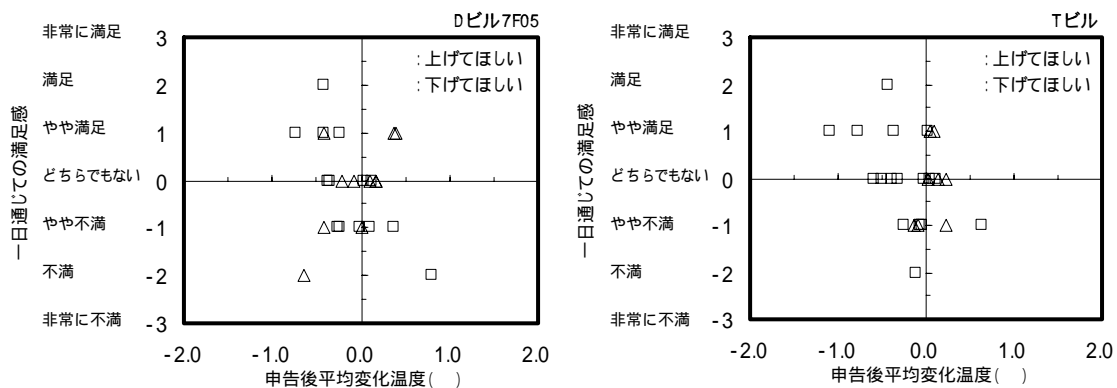 Dビル7F05
非常に満足
3
:上げてほしい
:下げてほしい
満足
2
やや満足
1
どちらでもない
0
やや不満
-1
不満
-2
非常に不満
-3
-2.0
-1.0
0.0
1.0
2.0
一日通じての満足感
申告後平均変化温度( )
Tビル
非常に満足
3
:上げてほしい
:下げてほしい
満足
2
やや満足
1
どちらでもない
0
やや不満
-1
不満
-2
非常に不満
-3
-2.0
-1.0
0.0
1.0
2.0
一日通じての満足感
申告後平均変化温度( )